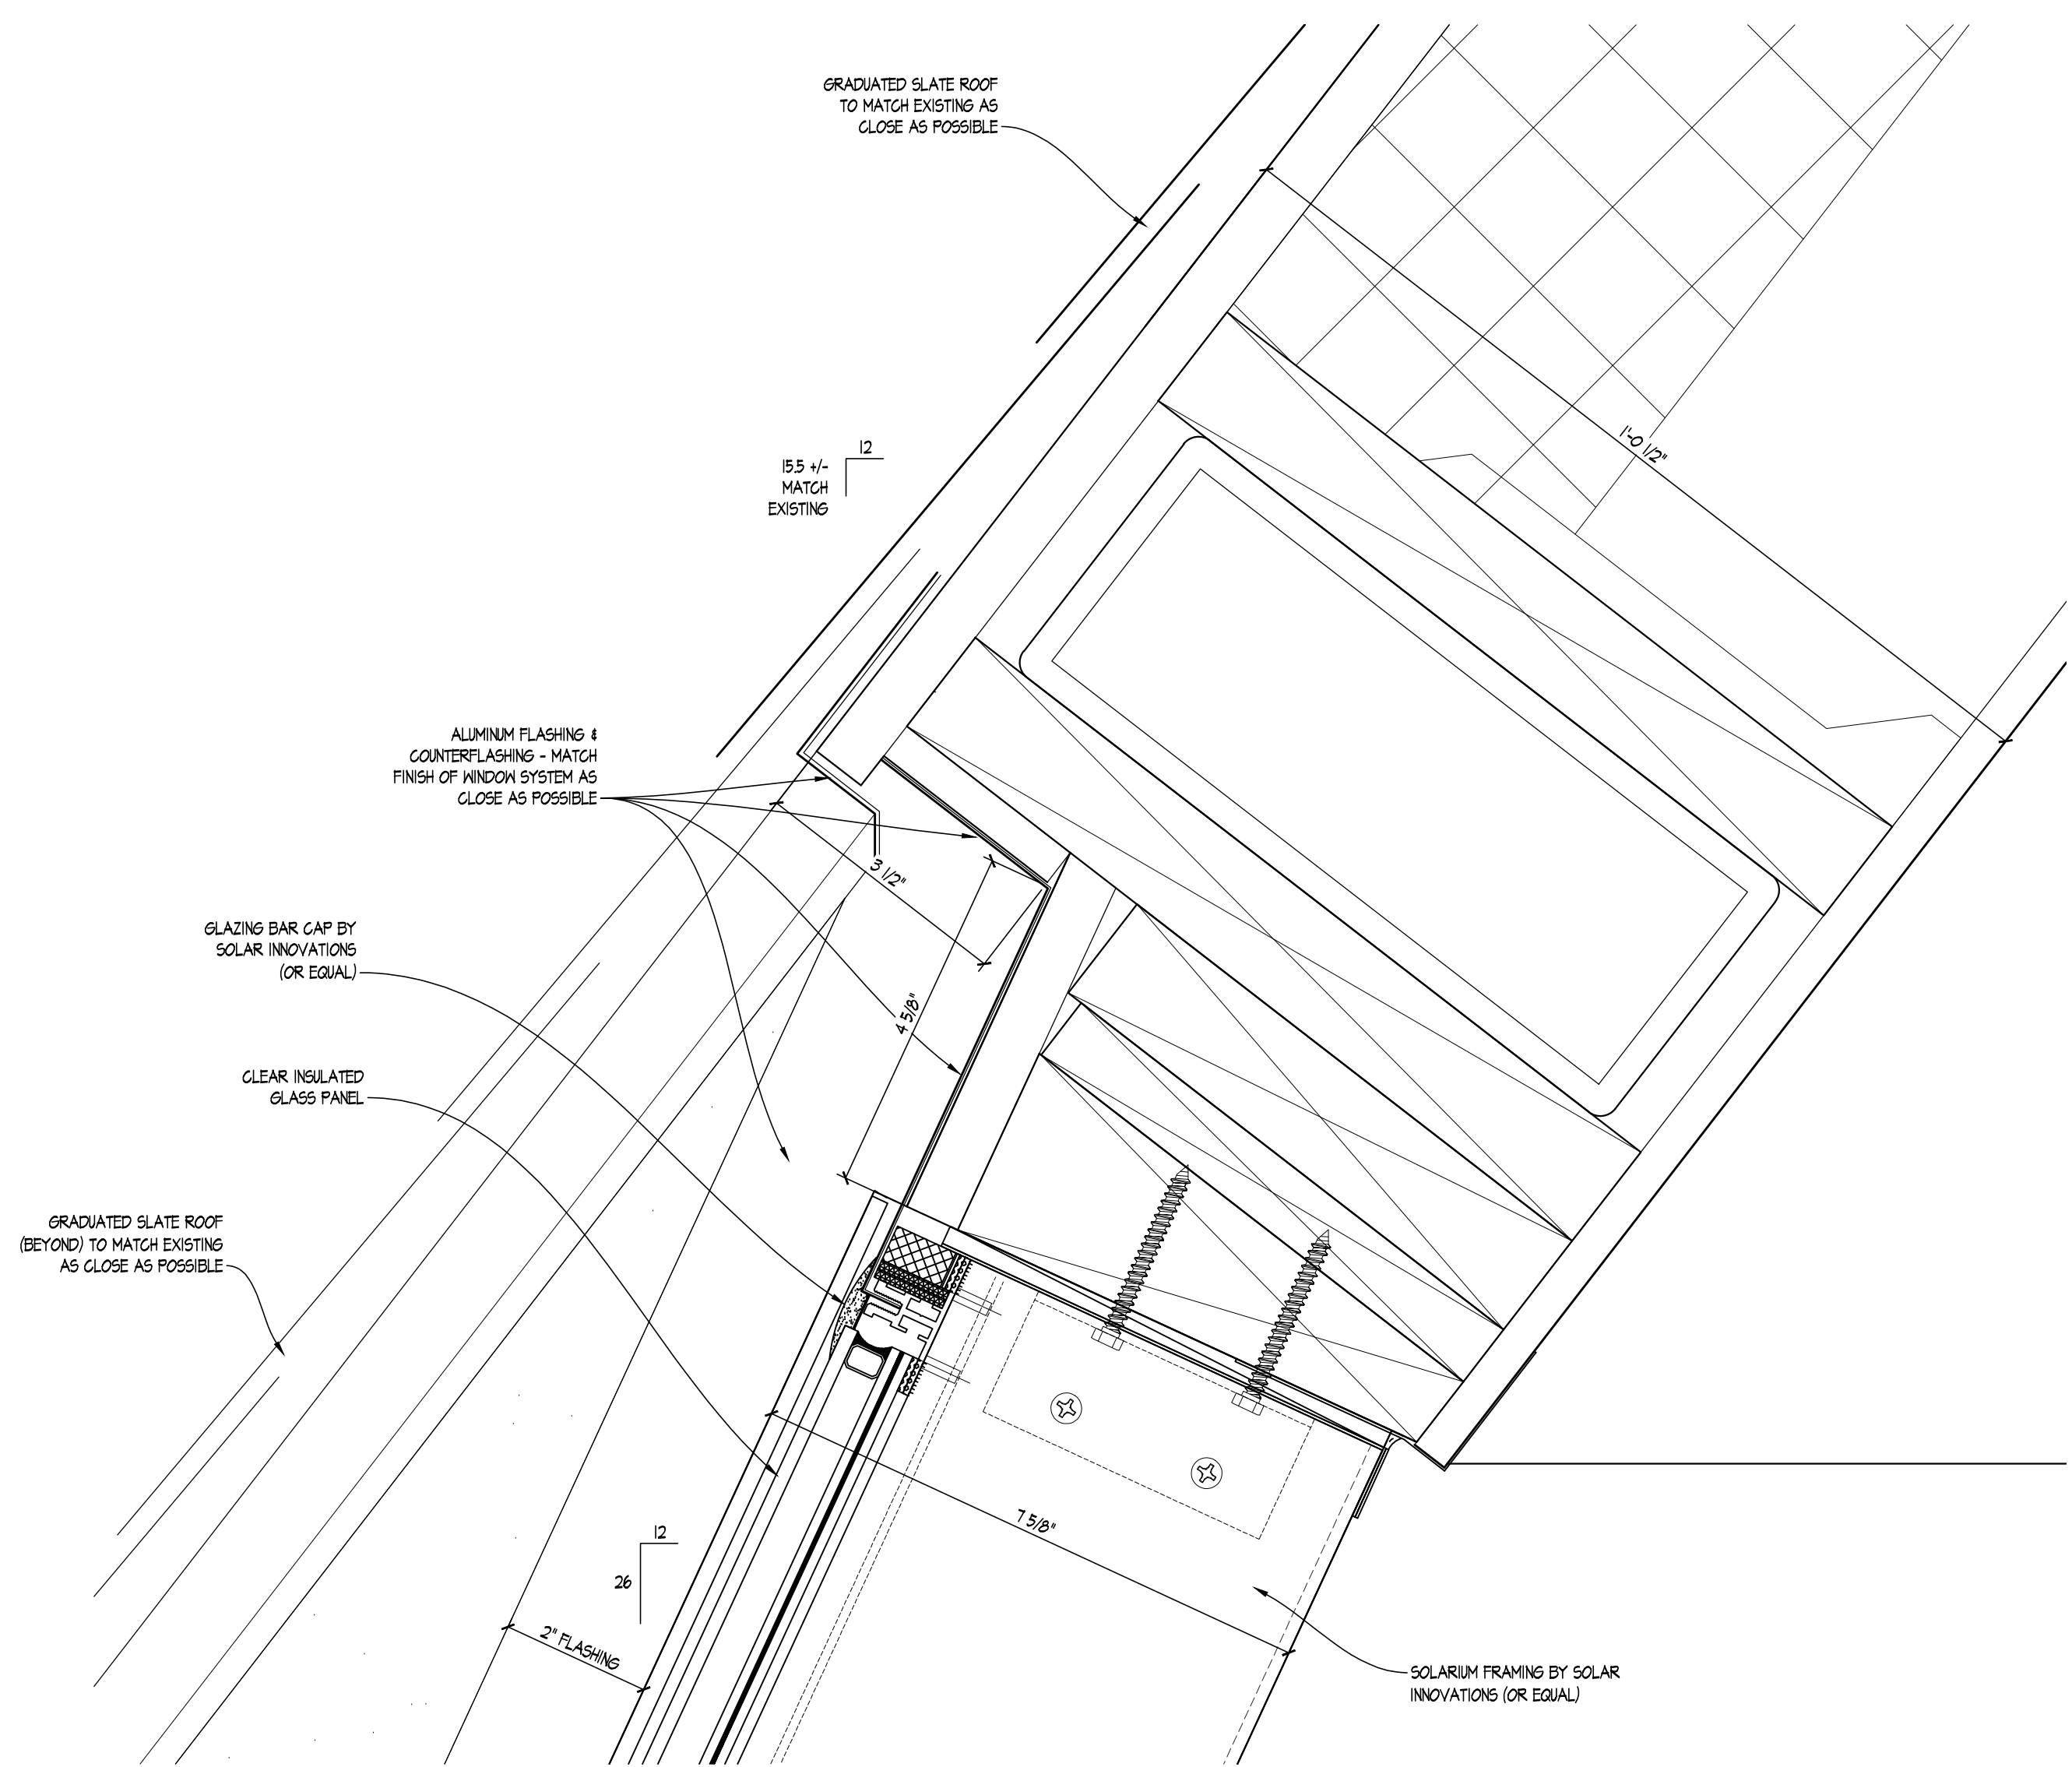 GRADUATED SLATE ROOF
TO MATCH EXISTING AS
CLOSE AS POSSIBLE
1'-0 1/2"
12
15.5 +/-
MATCH
EXISTING
ALUMINUM FLASHING &
COUNTERFLASHING - MATCH
FINISH OF WINDOW SYSTEM AS
CLOSE AS POSSIBLE
3 1/2"
GLAZING BAR CAP BY
SOLAR INNOVATIONS
(OR EQUAL)
4 5/8"
CLEAR INSULATED
GLASS PANEL
GRADUATED SLATE ROOF
(BEYOND) TO MATCH EXISTING
AS CLOSE AS POSSIBLE
7 5/8"
12
26
2" FLASHING
SOLARIUM FRAMING BY SOLAR
INNOVATIONS (OR EQUAL)